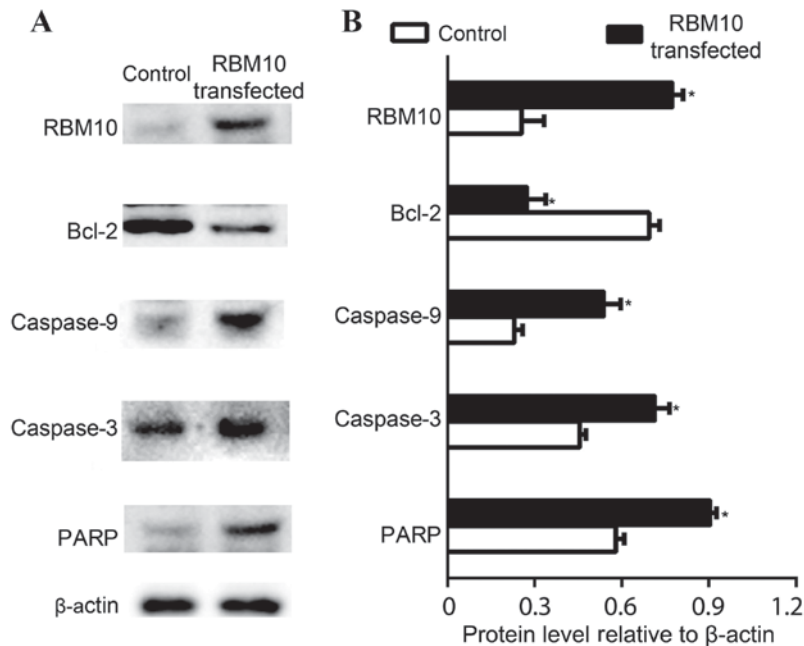 A
Control
RBM10
transfected
RBM10
Bcl-2
Caspase-9
Caspase-3
PARP
β-actin
B
Control
RBM10
transfected
RBM10
*
Bcl-2
*
Caspase-9
*
Caspase-3
*
PARP
*
0 0.3 0.6 0.9 1.2
Protein level relative to β-actin